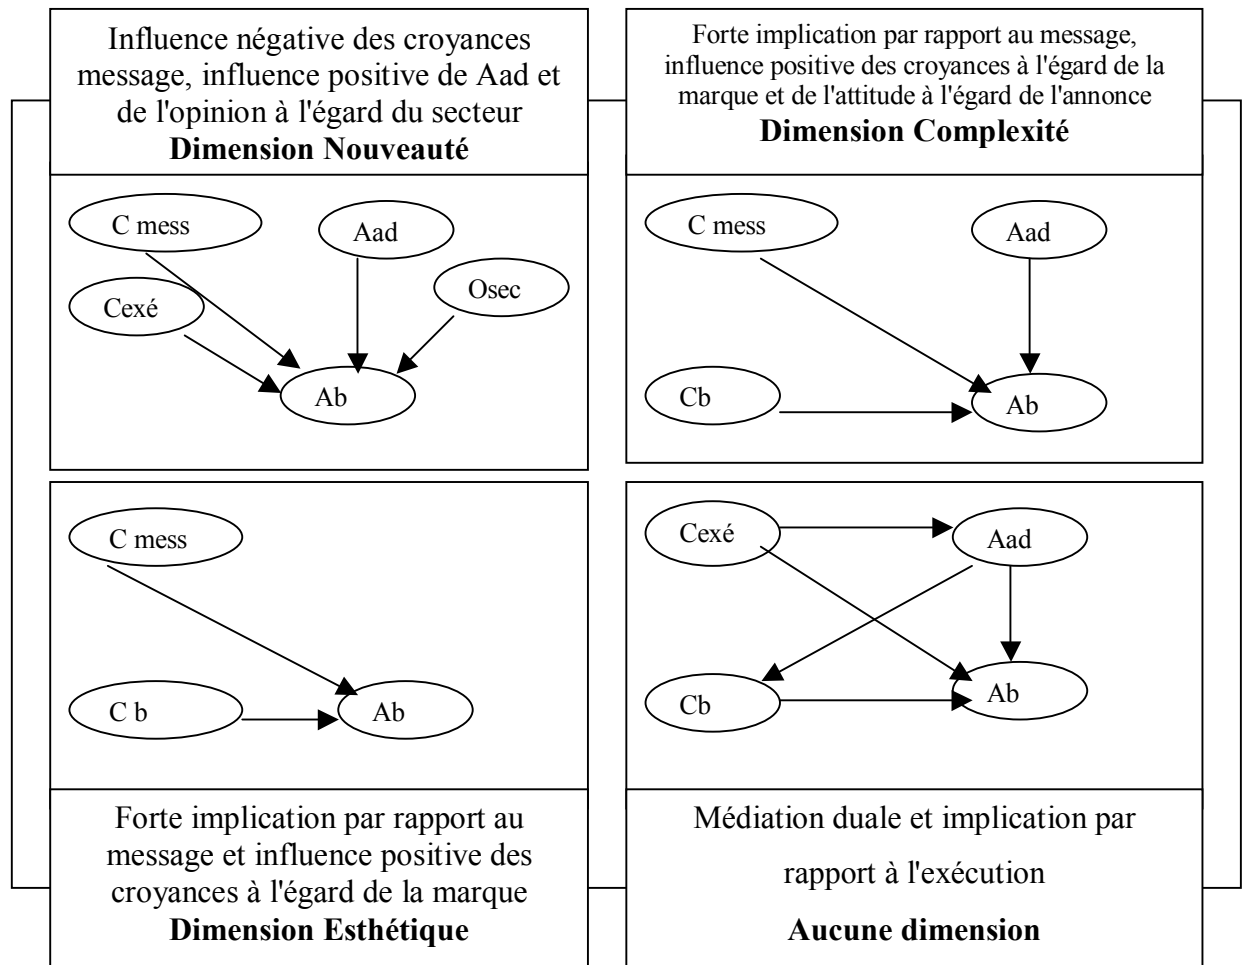 Influence négative des croyances
message, influence positive de Aad et
de l'opinion à l'égard du secteur
Dimension Nouveauté
Forte implication par rapport au message,
influence positive des croyances à l'égard de la
marque et de l'attitude à l'égard de l'annonce
Dimension Complexité
C mess
Aad
Cexé
Osec
Ab
C mess
Aad
Cb
Ab
C mess
C b
Ab
Cexé
Aad
Cb
Ab
Forte implication par rapport au
message et influence positive des
croyances à l'égard de la marque
Dimension Esthétique
Médiation duale et implication par
rapport à l'exécution
Aucune dimension